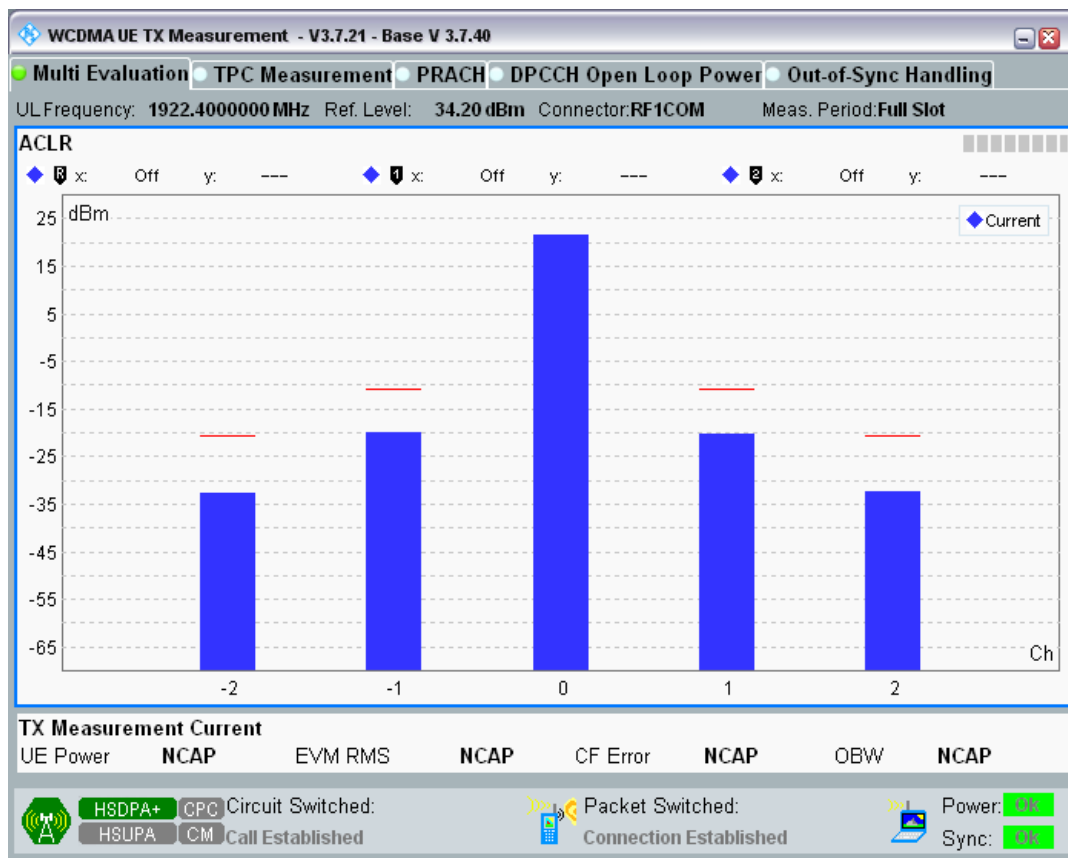 WCDMA UE TX Measurement - V3.7.21 - Base V 3.7.40
Multi Evaluation TPC Measurement PRACH DPCCH Open Loop Power Out-of-Sync Handling
UL Frequency: 1922.4000000 MHz Ref. Level: 34.20 dBm Connector:RF1COM Meas. Period:Full Slot
ACLR
R x: Off y: --- 1 x: Off y: --- 2 x: Off y: ---
dBm
Current
25
15
5
-5
-15
-25
-35
-45
-55
-65
Ch
-2 -1 0 1 2
TX Measurement Current
UE Power NCAP EVM RMS NCAP CF Error NCAP OBW NCAP
HSDPA+ CPC Circuit Switched: Packet Switched: Power: OK
HSUPA CM Call Established Connection Established Sync: OK